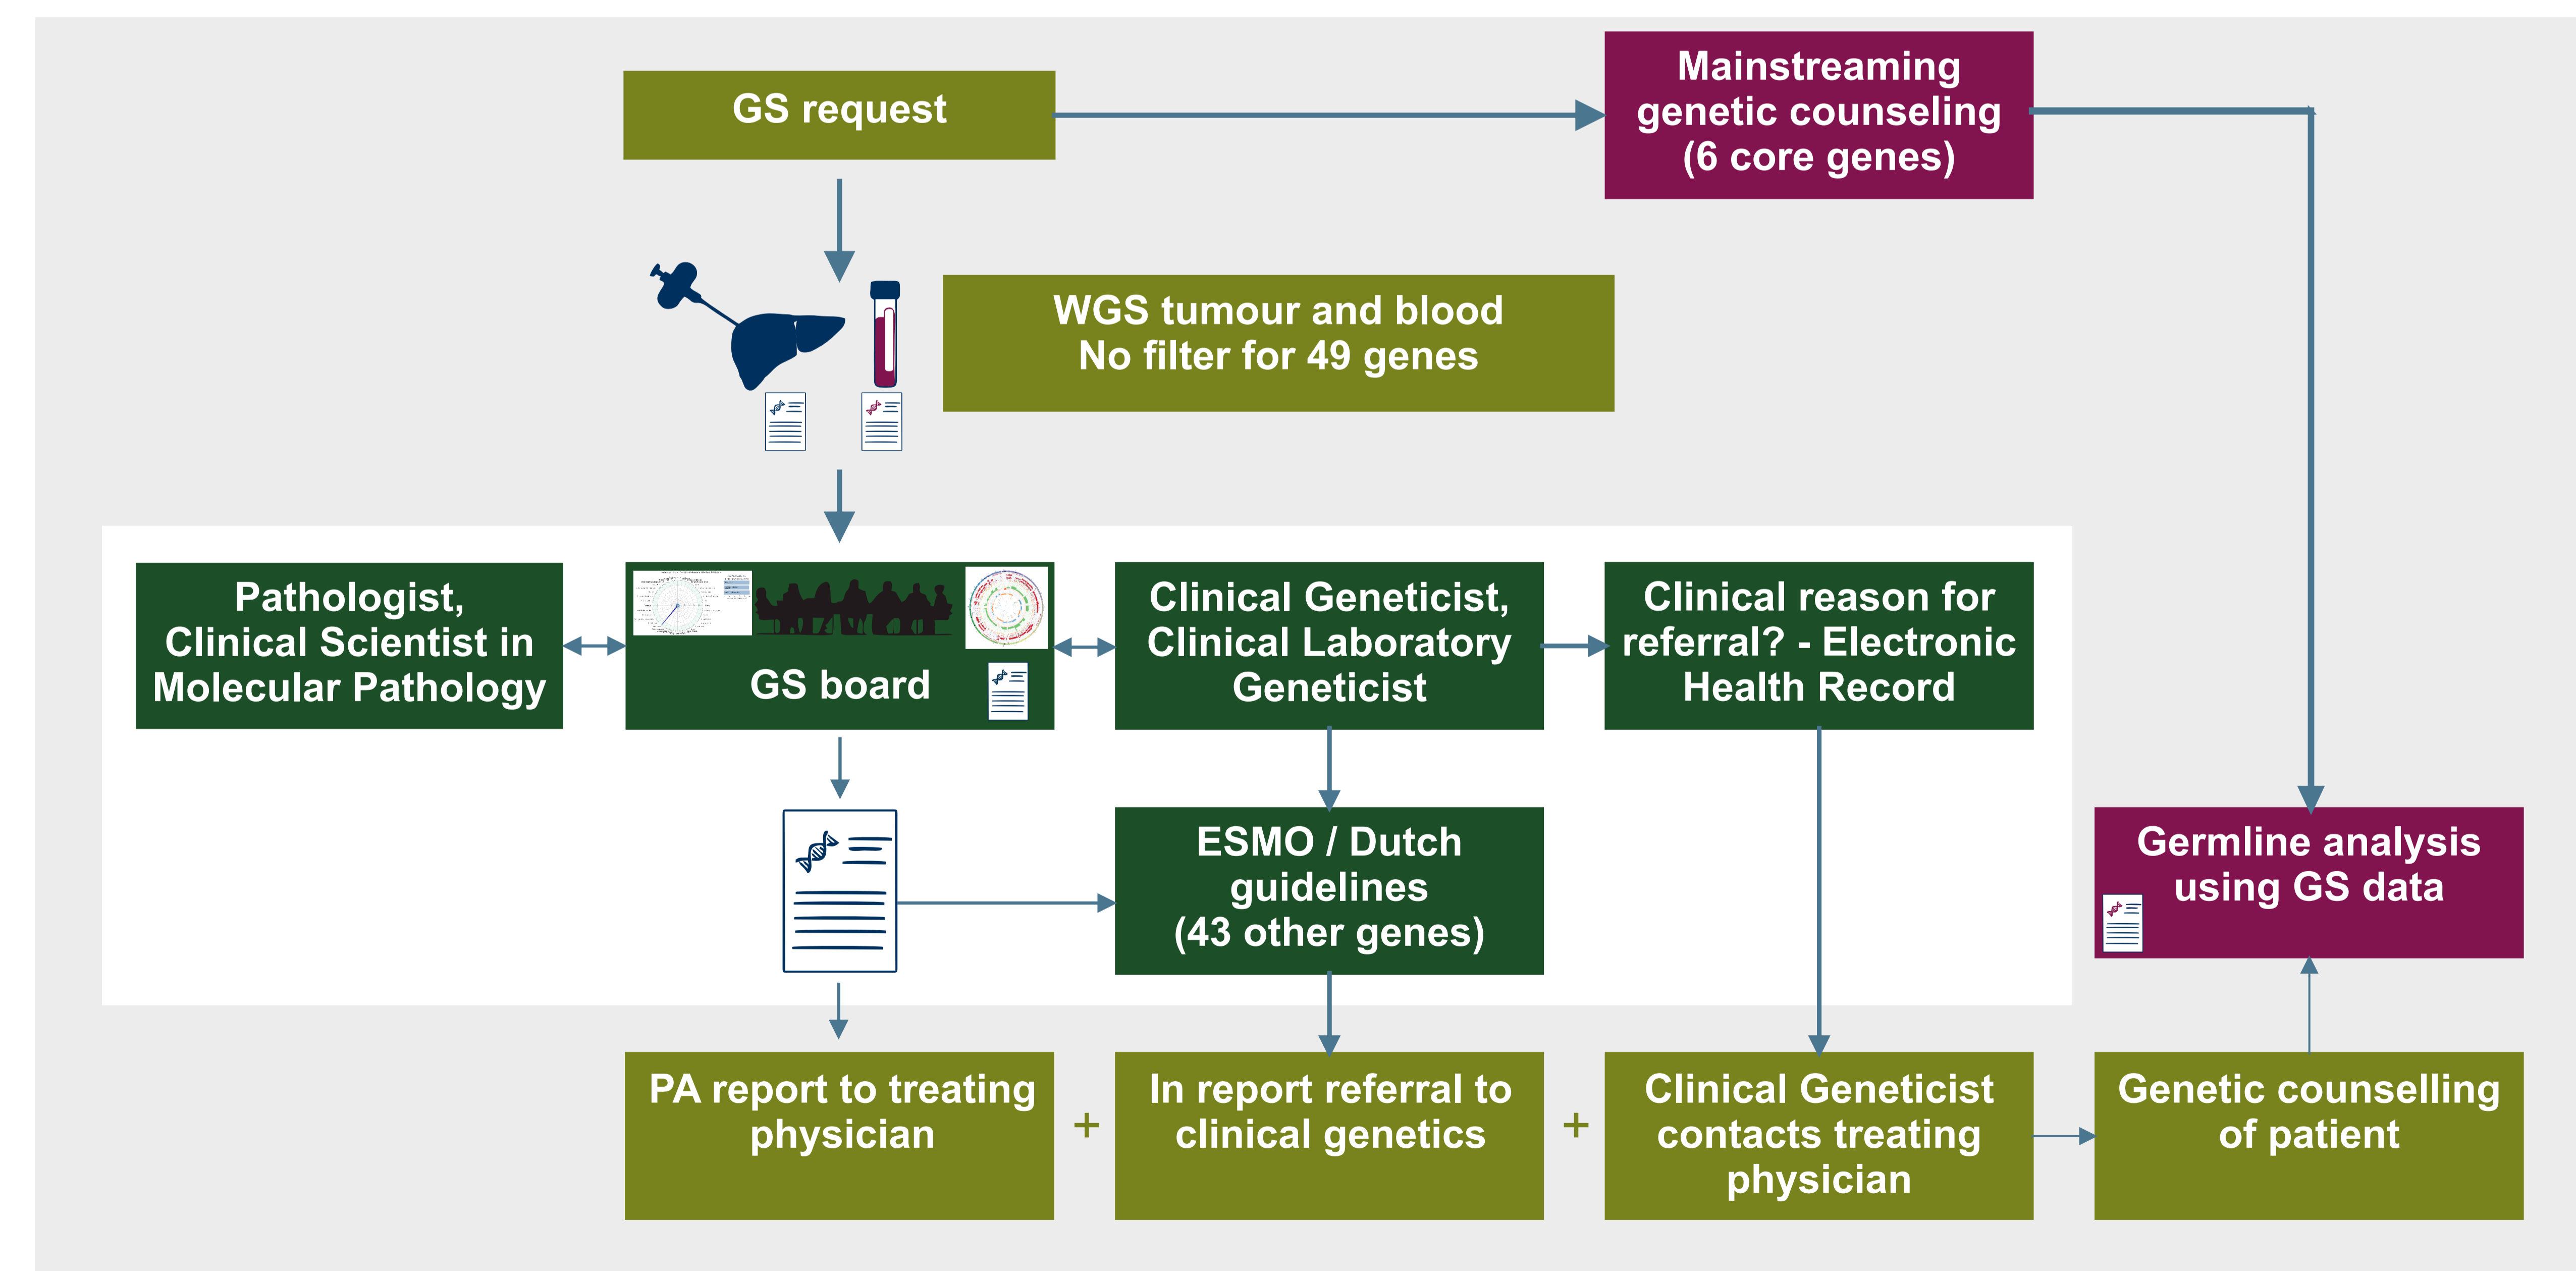 GS request
Mainstreaming
genetic counseling
(6 core genes)
WGS tumour and blood
No filter for 49 genes
Pathologist,
Clinical Scientist in
Molecular Pathology
GS board
Clinical Geneticist,
Clinical Laboratory
Geneticist
Clinical reason for
referral? - Electronic
Health Record
ESMO / Dutch
guidelines
(43 other genes)
Germline analysis
using GS data
PA report to treating
physician
+
In report referral to
clinical genetics
+
Clinical Geneticist
contacts treating
physician
Genetic counselling
of patient